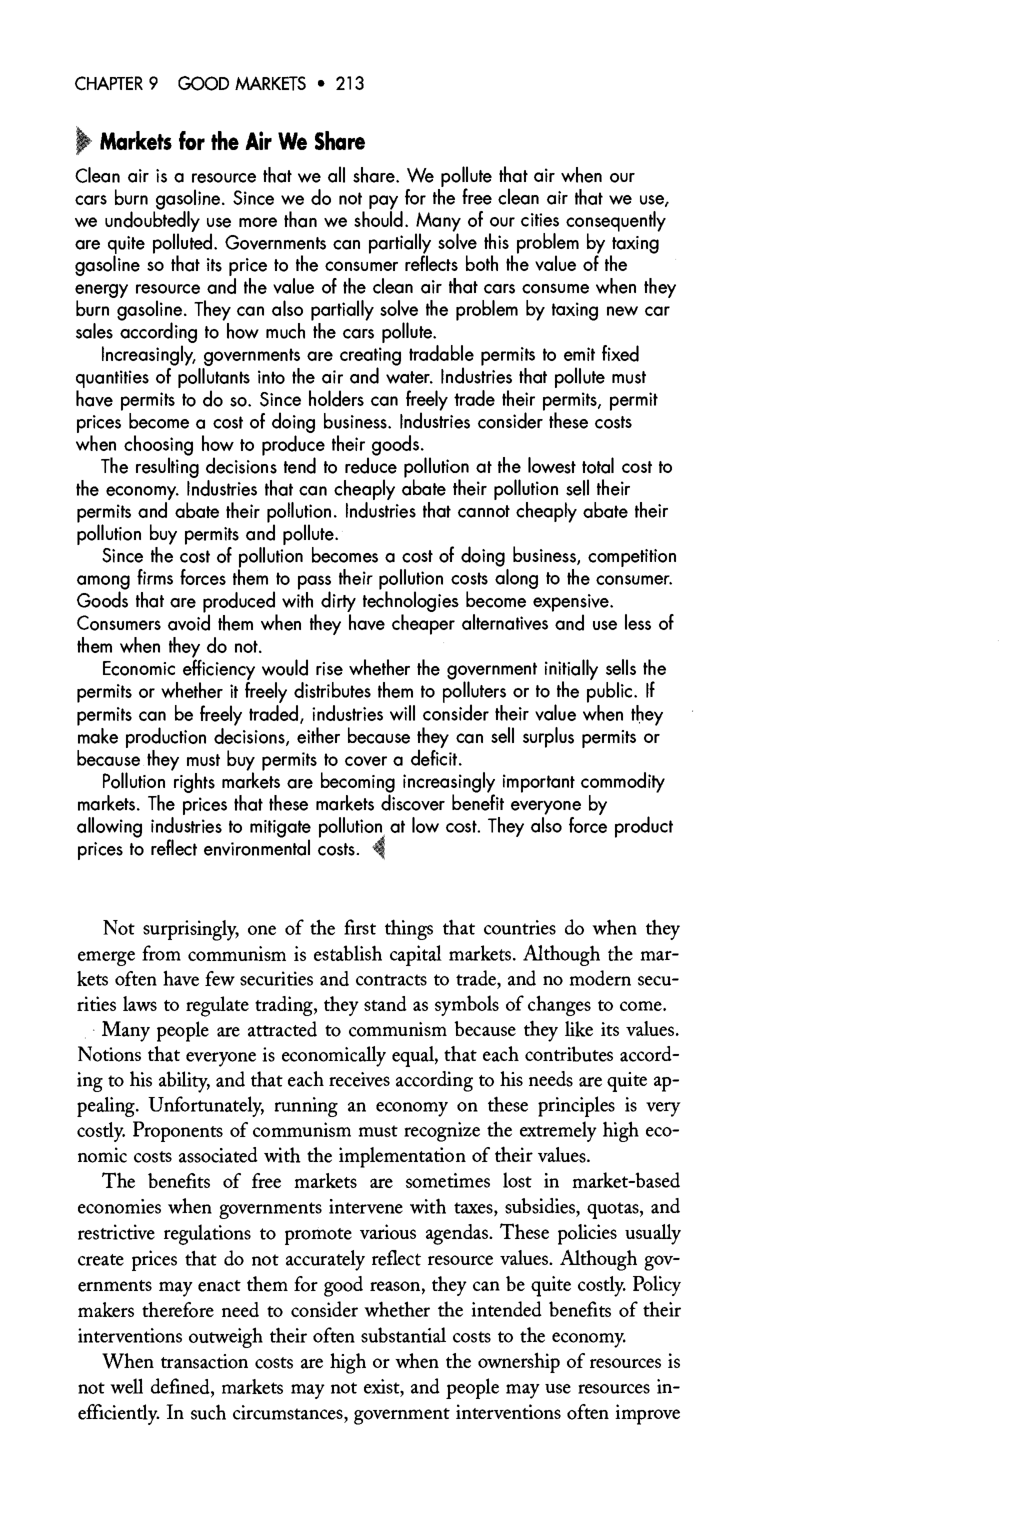 CHAPTER 9 GOOD MARKETS • 213
Markets for the Air We Share
Clean air is a resource that we all share. We pollute that air when our
cars burn gasoline. Since we do not pay for the free clean air that we use,
we undoubtedly use more than we should. Many of our cities consequently
are quite polluted. Governments can partially solve this problem by taxing
gasoline so that its price to the consumer reflects both the value of the
energy resource and the value of the clean air that cars consume when they
burn gasoline. They can also partially solve the problem by taxing new car
sales according to how much the cars pollute.
Increasingly, governments are creating tradable permits to emit fixed
quantities of pollutants into the air and water. Industries that pollute must
have permits to do so. Since holders can freely trade their permits, permit
prices become a cost of doing business. Industries consider these costs
when choosing how to produce their goods.
The resulting decisions tend to reduce pollution at the lowest total cost to
the economy. Industries that can cheaply abate their pollution sell their
permits and abate their pollution. Industries that cannot cheaply abate their
pollution buy permits and pollute.
Since the cost of pollution becomes a cost of doing business, competition
among firms forces them to pass their pollution costs along to the consumer.
Goods that are produced with dirty technologies become expensive.
Consumers avoid them when they have cheaper alternatives and use less of
them when they do not.
Economic efficiency would rise whether the government initially sells the
permits or whether it freely distributes them to polluters or to the public. If
permits can be freely traded, industries will consider their value when they
make production decisions, either because they can sell surplus permits or
because they must buy permits to cover a deficit.
Pollution rights markets are becoming increasingly important commodity
markets. The prices that these markets discover benefit everyone by
allowing industries to mitigate pollution at low cost. They also force product
prices to reflect environmental costs.
Not surprisingly, one of the first things that countries do when they
emerge from communism is establish capital markets. Although the mar-
kets often have few securities and contracts to trade, and no modern secu-
rities laws to regulate trading, they stand as symbols of changes to come.
Many people are attracted to communism because they like its values.
Notions that everyone is economically equal, that each contributes accord-
ing to his ability, and that each receives according to his needs are quite ap-
pealing. Unfortunately, running an economy on these principles is very
costly. Proponents of communism must recognize the extremely high eco-
nomic costs associated with the implementation of their values.
The benefits of free markets are sometimes lost in market-based
economies when governments intervene with taxes, subsidies, quotas, and
restrictive regulations to promote various agendas. These policies usually
create prices that do not accurately reflect resource values. Although gov-
ernments may enact them for good reason, they can be quite costly. Policy
makers therefore need to consider whether the intended benefits of their
interventions outweigh their often substantial costs to the economy.
When transaction costs are high or when the ownership of resources is
not well defined, markets may not exist, and people may use resources in-
efficiently. In such circumstances, government interventions often improve